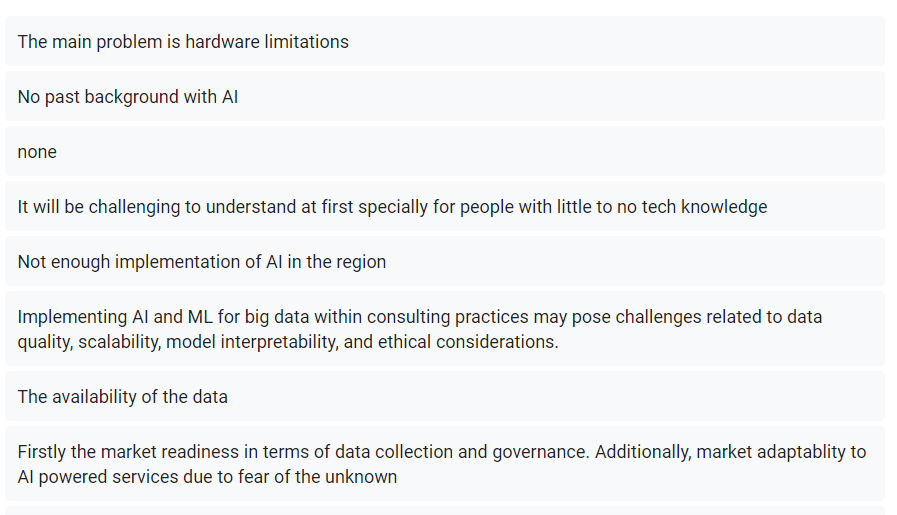 The main problem is hardware limitations
No past background with AI
none
It will be challenging to understand at first specially for people with little to no tech knowledge
Not enough implementation of AI in the region
Implementing AI and ML for big data within consulting practices may pose challenges related to data
quality, scalability, model interpretability, and ethical considerations.
The availability of the data
Firstly the market readiness in terms of data collection and governance. Additionally, market adaptablity to
AI powered services due to fear of the unknown